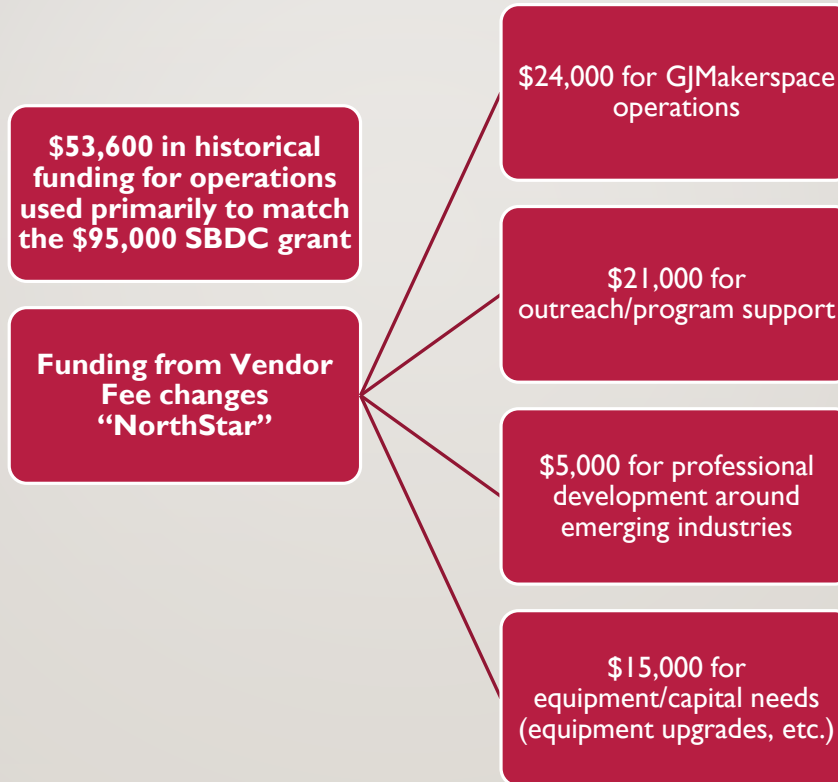 $53,600 in historical
funding for operations
used primarily to match
the $95,000 SBDC grant
Funding from Vendor
Fee changes
“NorthStar”
$24,000 for GJMakerspace
operations
$21,000 for
outreach/program support
$5,000 for professional
development around
emerging industries
$15,000 for
equipment/capital needs
(equipment upgrades, etc.)